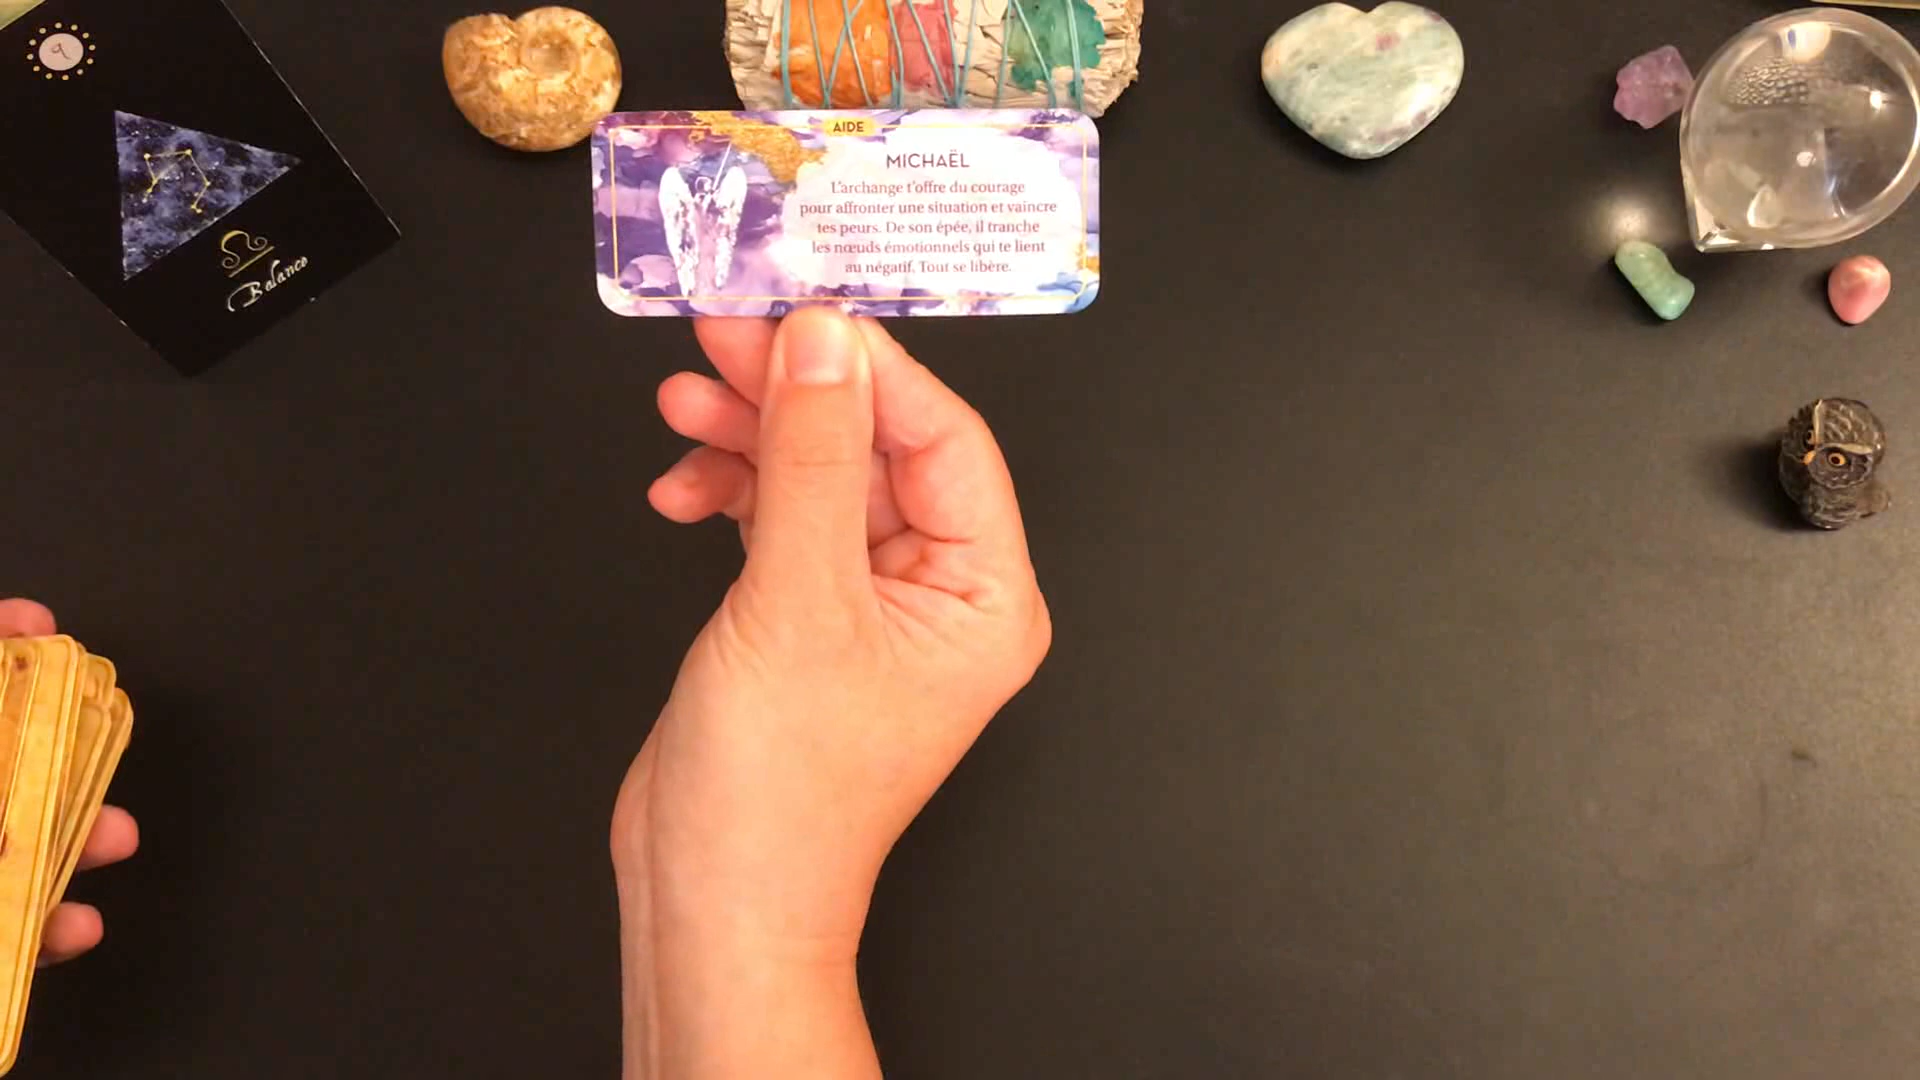 9
Balance
AIDE
MICHAËL
L'archange t'offre du courage
pour affronter une situation et vaincre
tes peurs. De son épée, il tranche
les nœuds émotionnels qui te lient
au négatif. Tout se libère.